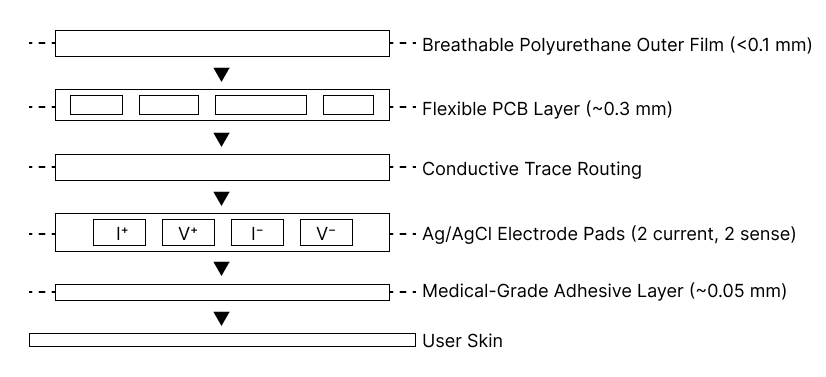 Breathable Polyurethane Outer Film (<0.1 mm)
Flexible PCB Layer (~0.3 mm)
Conductive Trace Routing
I⁺ V⁺ I⁻ V⁻ Ag/AgCl Electrode Pads (2 current, 2 sense)
Medical-Grade Adhesive Layer (~0.05 mm)
User Skin